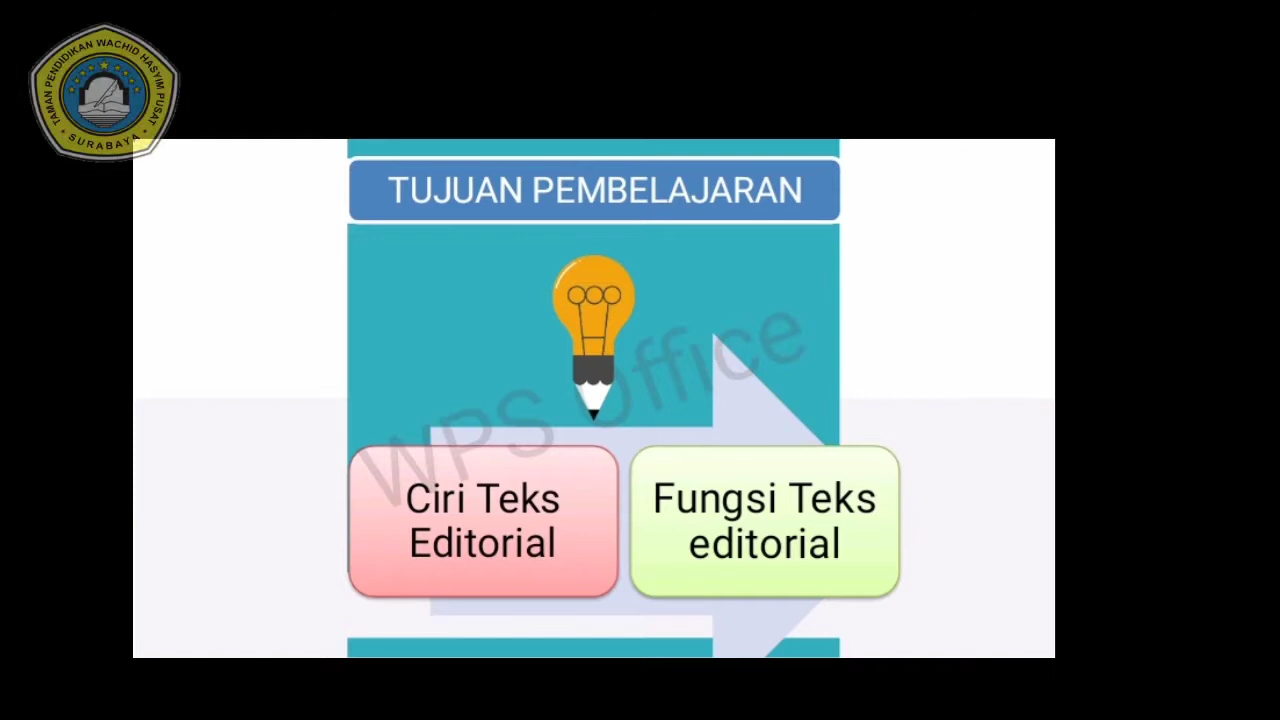 TAMAN PENDIDIKAN WACHID HASYIM PUSAT
SURABAYA
TUJUAN PEMBELAJARAN
WPS Office
Ciri Teks
Editorial
Fungsi Teks
editorial